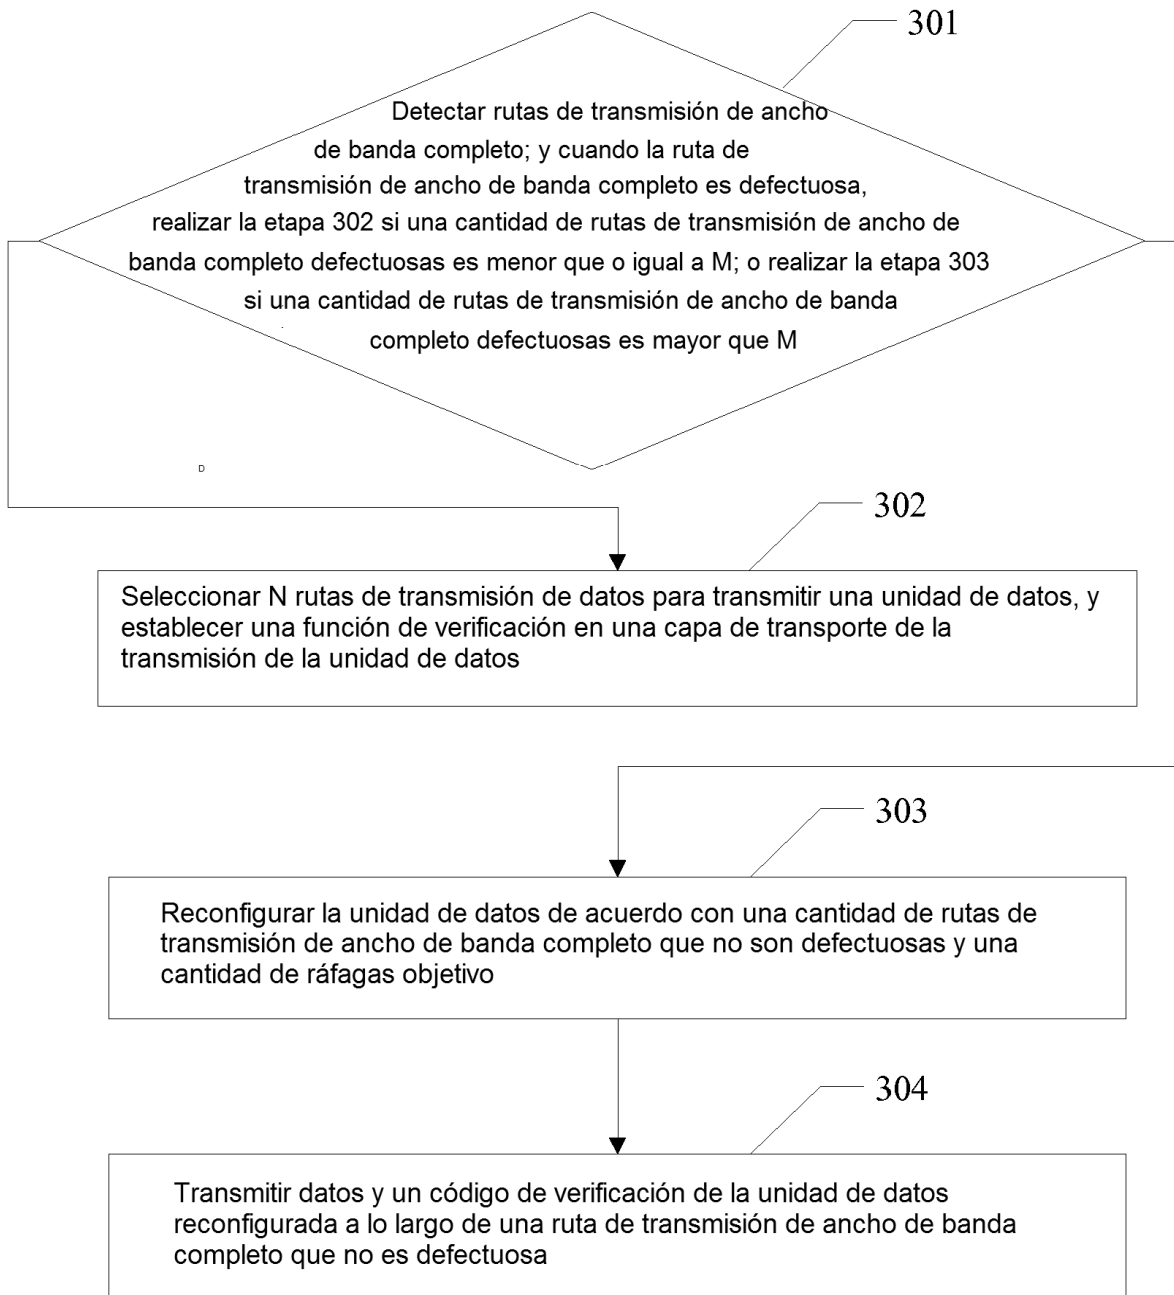 301
Detectar rutas de transmisión de ancho
de banda completo; y cuando la ruta de
transmisión de ancho de banda completo es defectuosa,
realizar la etapa 302 si una cantidad de rutas de transmisión de ancho de
banda completo defectuosas es menor que o igual a M; o realizar la etapa 303
si una cantidad de rutas de transmisión de ancho de banda
completo defectuosas es mayor que M
D
302
Seleccionar N rutas de transmisión de datos para transmitir una unidad de datos, y
establecer una función de verificación en una capa de transporte de la
transmisión de la unidad de datos
303
Reconfigurar la unidad de datos de acuerdo con una cantidad de rutas de
transmisión de ancho de banda completo que no son defectuosas y una
cantidad de ráfagas objetivo
304
Transmitir datos y un código de verificación de la unidad de datos
reconfigurada a lo largo de una ruta de transmisión de ancho de banda
completo que no es defectuosa